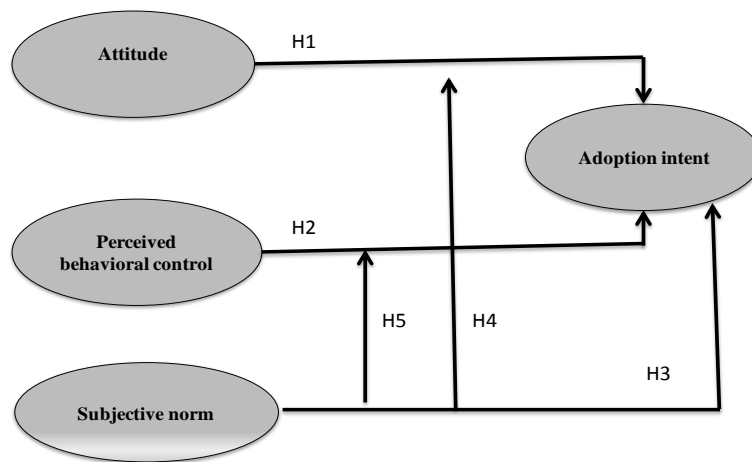 H1
Attitude
Adoption intent
H2
Perceived
behavioral control
H5
H4
H3
Subjective norm